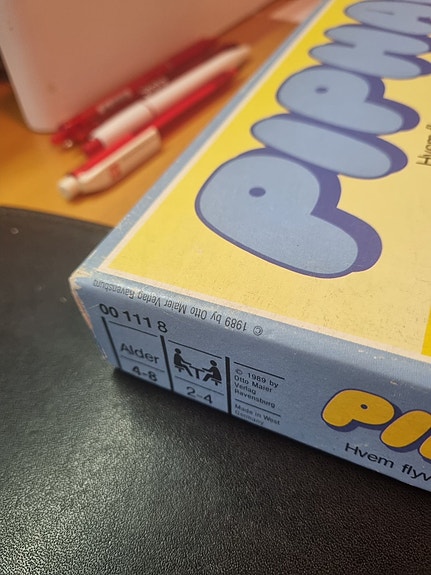 PIPHA
Hvem f
© 1989 by Otto Maier Verlag Ravensburg
00 111 8
Alder
4-8
2-4
© 1989 by
Otto Maier
Verlag
Ravensburg
Made in West
Germany
PI
Hvem flyv